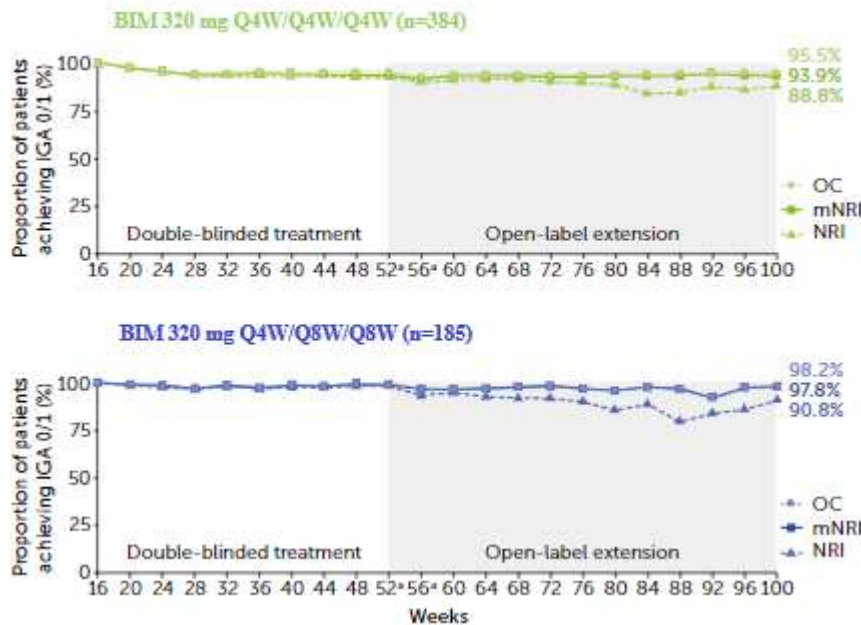 BIM 320 mg Q4W/Q4W/Q4W (n=384)
Proportion of patients
achieving IGA 0/1 (%)
100
75
50
25
0
95.5%
93.9%
88.8%
OC
mNRI
NRI
Double-blinded treatment
Open-label extension
16 20 24 28 32 36 40 44 48 52ª 56ª 60 64 68 72 76 80 84 88 92 96 100
BIM 320 mg Q4W/Q8W/Q8W (n=185)
Proportion of patients
achieving IGA 0/1 (%)
100
75
50
25
0
98.2%
97.8%
90.8%
OC
mNRI
NRI
Double-blinded treatment
Open-label extension
16 20 24 28 32 36 40 44 48 52ª 56ª 60 64 68 72 76 80 84 88 92 96 100
Weeks